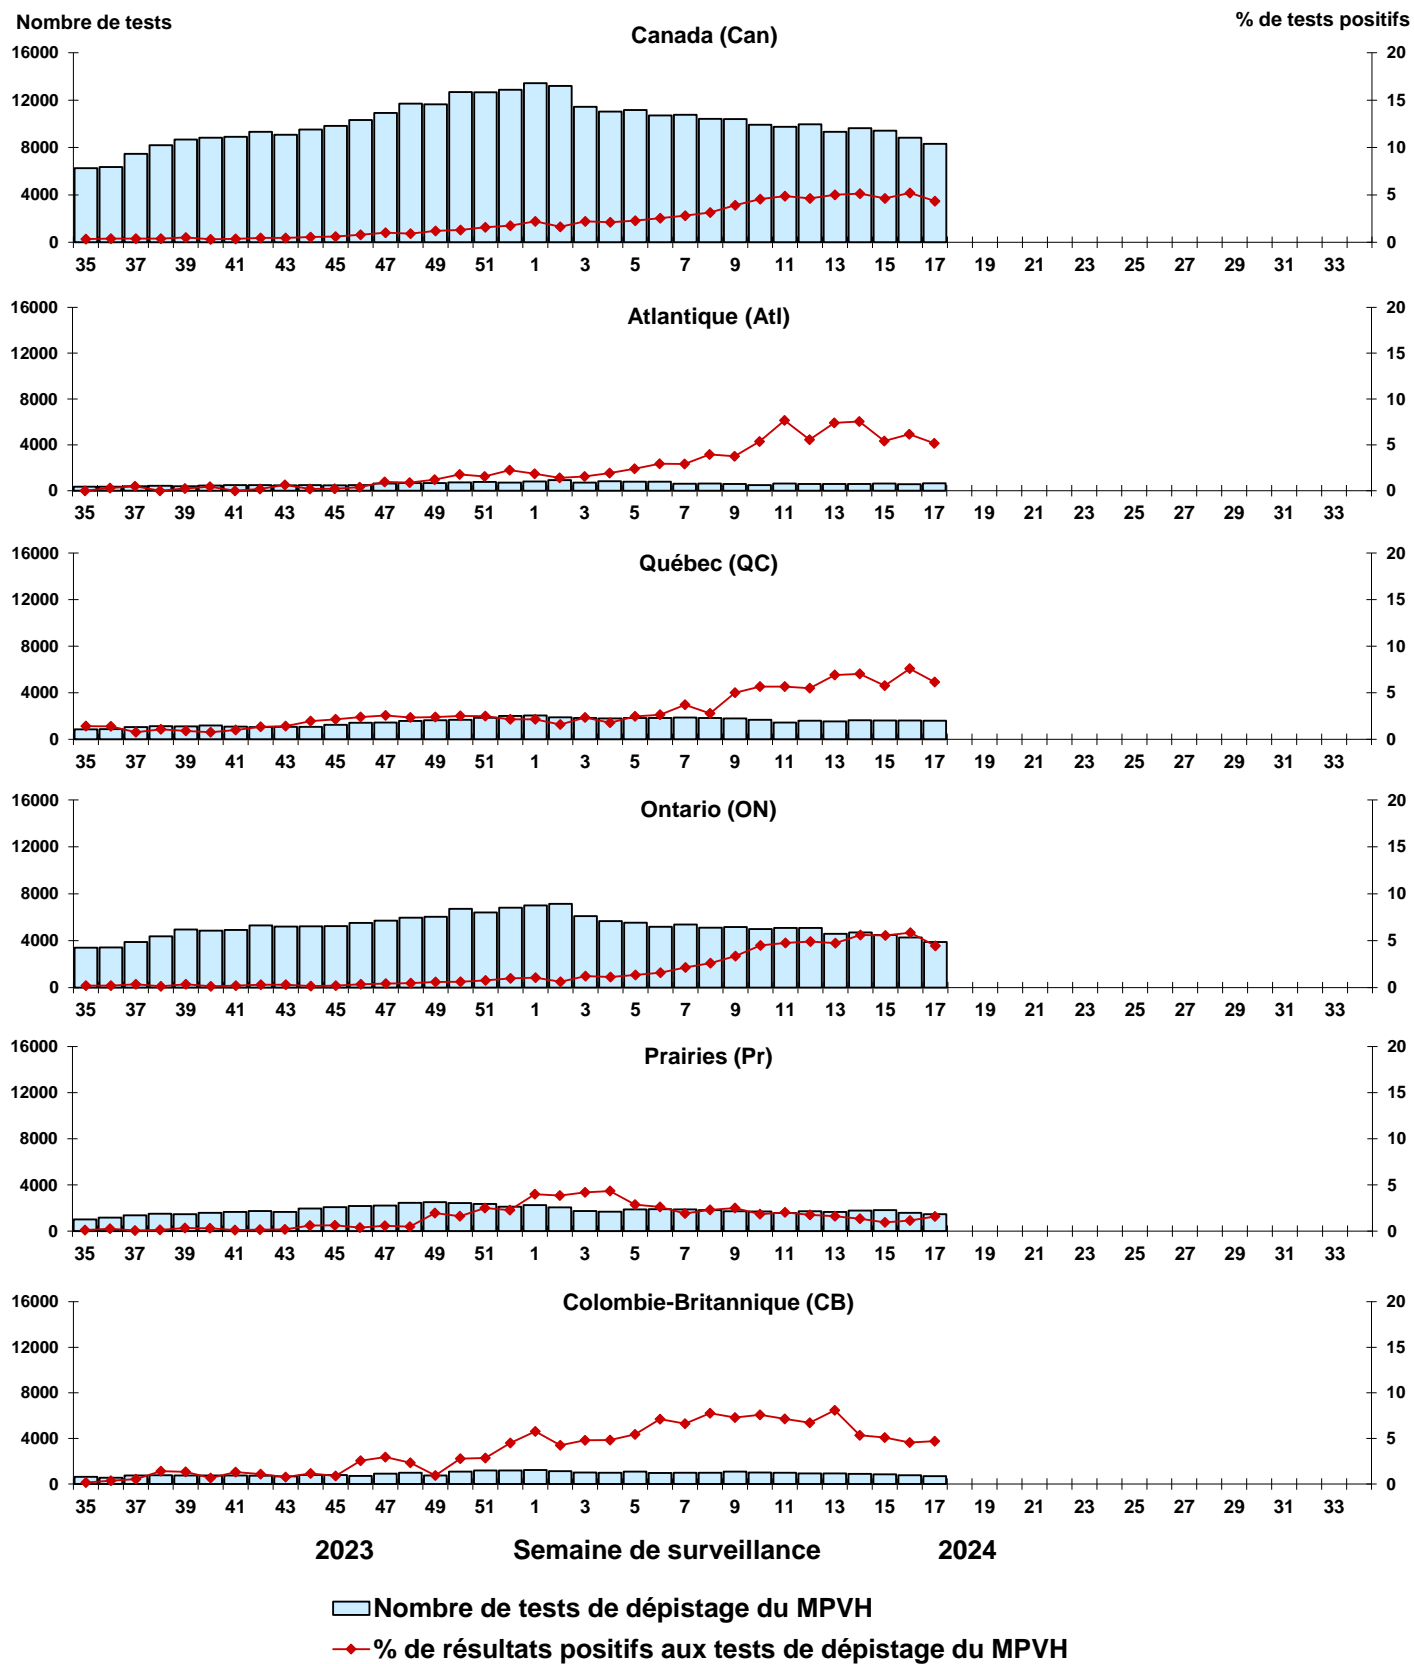 Nombre de tests
% de tests positifs
Canada (Can)
16000 20
12000 15
8000 10
4000 5
0 0
35 37 39 41 43 45 47 49 51 1 3 5 7 9 11 13 15 17 19 21 23 25 27 29 31 33
Atlantique (Atl)
16000 20
12000 15
8000 10
4000 5
0 0
35 37 39 41 43 45 47 49 51 1 3 5 7 9 11 13 15 17 19 21 23 25 27 29 31 33
Québec (QC)
16000 20
12000 15
8000 10
4000 5
0 0
35 37 39 41 43 45 47 49 51 1 3 5 7 9 11 13 15 17 19 21 23 25 27 29 31 33
Ontario (ON)
16000 20
12000 15
8000 10
4000 5
0 0
35 37 39 41 43 45 47 49 51 1 3 5 7 9 11 13 15 17 19 21 23 25 27 29 31 33
Prairies (Pr)
16000 20
12000 15
8000 10
4000 5
0 0
35 37 39 41 43 45 47 49 51 1 3 5 7 9 11 13 15 17 19 21 23 25 27 29 31 33
Colombie-Britannique (CB)
16000 20
12000 15
8000 10
4000 5
0 0
35 37 39 41 43 45 47 49 51 1 3 5 7 9 11 13 15 17 19 21 23 25 27 29 31 33
2023 Semaine de surveillance 2024
Nombre de tests de dépistage du MPVH
% de résultats positifs aux tests de dépistage du MPVH